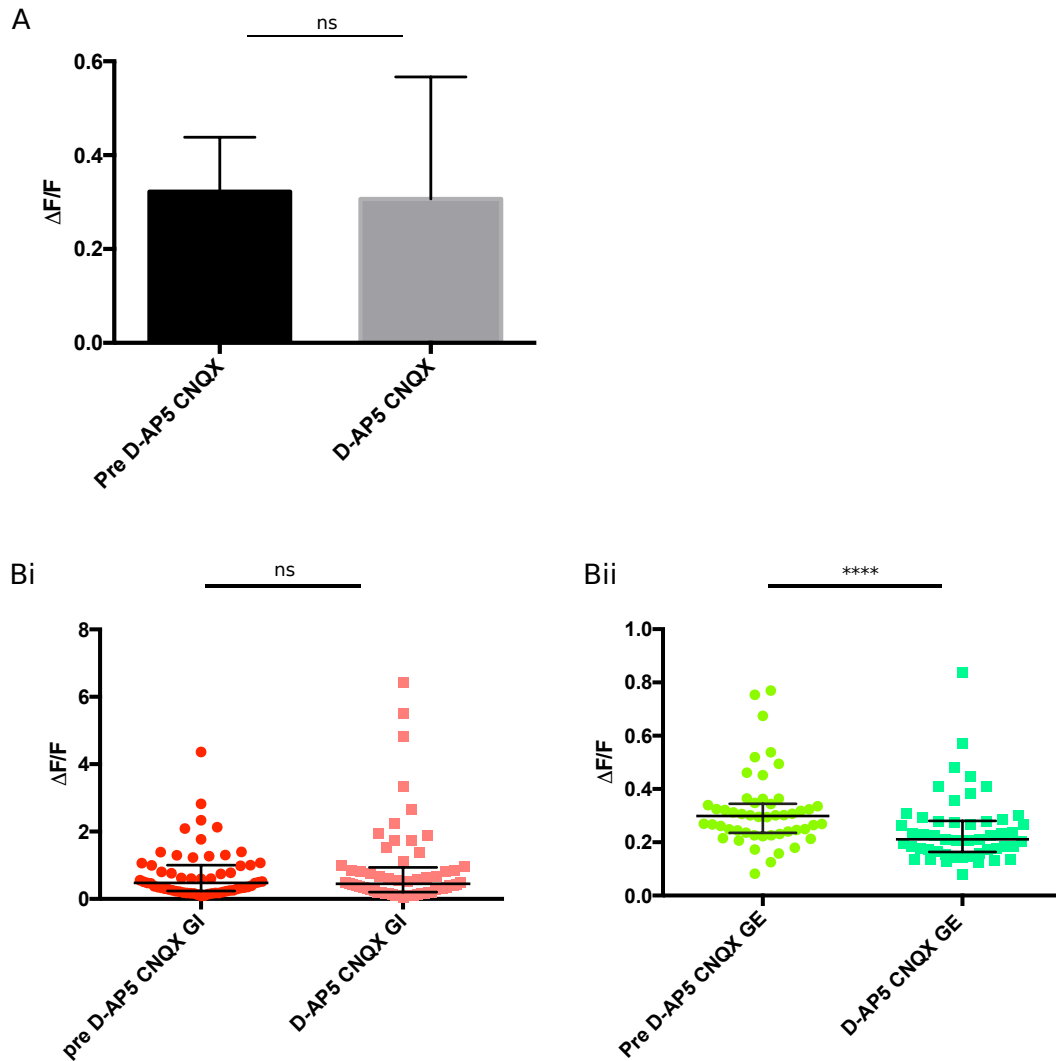 A
ns
0.6
0.4
0.2
0.0
ΔF/F
Pre D-AP5 CNQX
D-AP5 CNQX
Bi
ns
8
6
4
2
0
ΔF/F
pre D-AP5 CNQX GI
D-AP5 CNQX GI
Bii
****
1.0
0.8
0.6
0.4
0.2
0.0
ΔF/F
Pre D-AP5 CNQX GE
D-AP5 CNQX GE